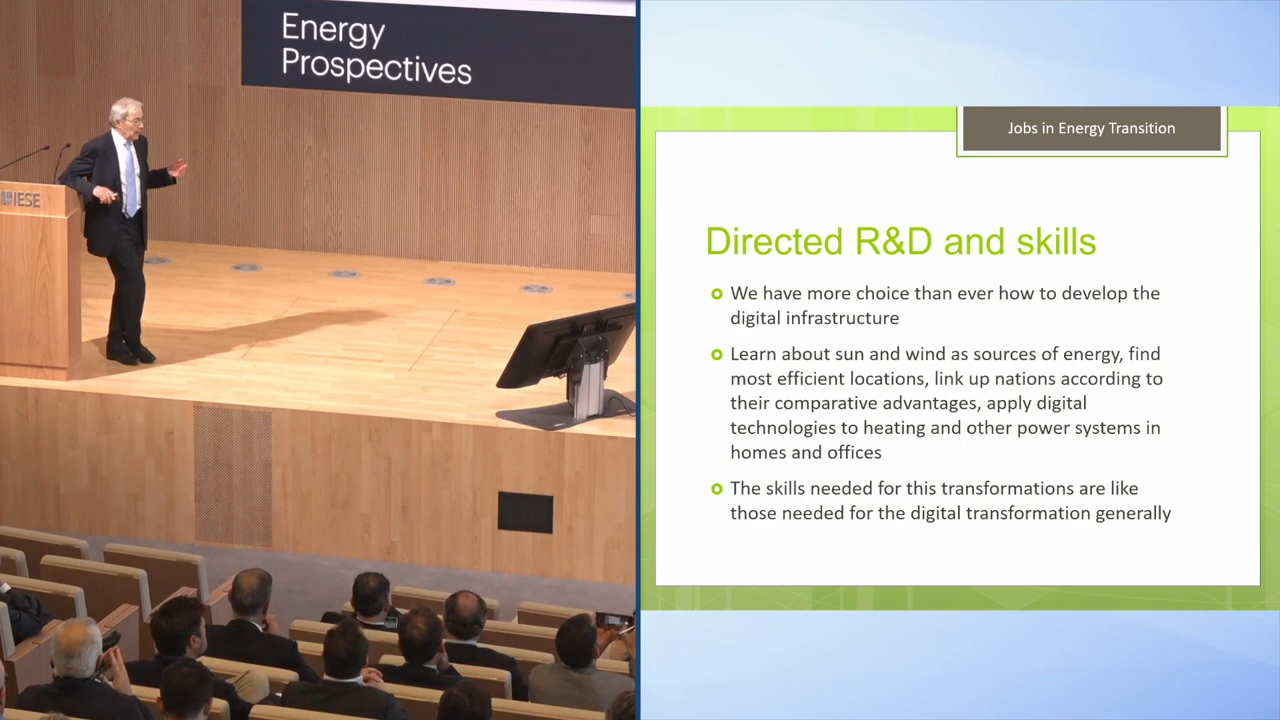 Energy
Prospectives
IESE
Jobs in Energy Transition
Directed R&D and skills
We have more choice than ever how to develop the
digital infrastructure
Learn about sun and wind as sources of energy, find
most efficient locations, link up nations according to
their comparative advantages, apply digital
technologies to heating and other power systems in
homes and offices
The skills needed for this transformations are like
those needed for the digital transformation generally